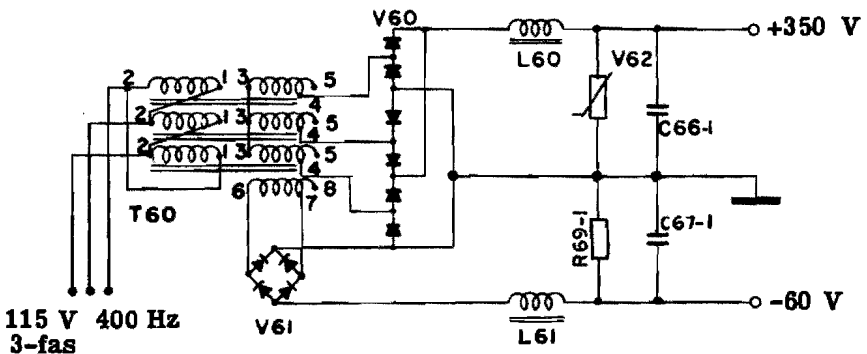 V60
+350 V
L60
V62
2 1 3 5
4
C66-1
2 1 3 5
4
2 1 3 5
4
6 7 8
T60
R69-1
C67-1
115 V 400 Hz
3-fas
V61
L61
-60 V